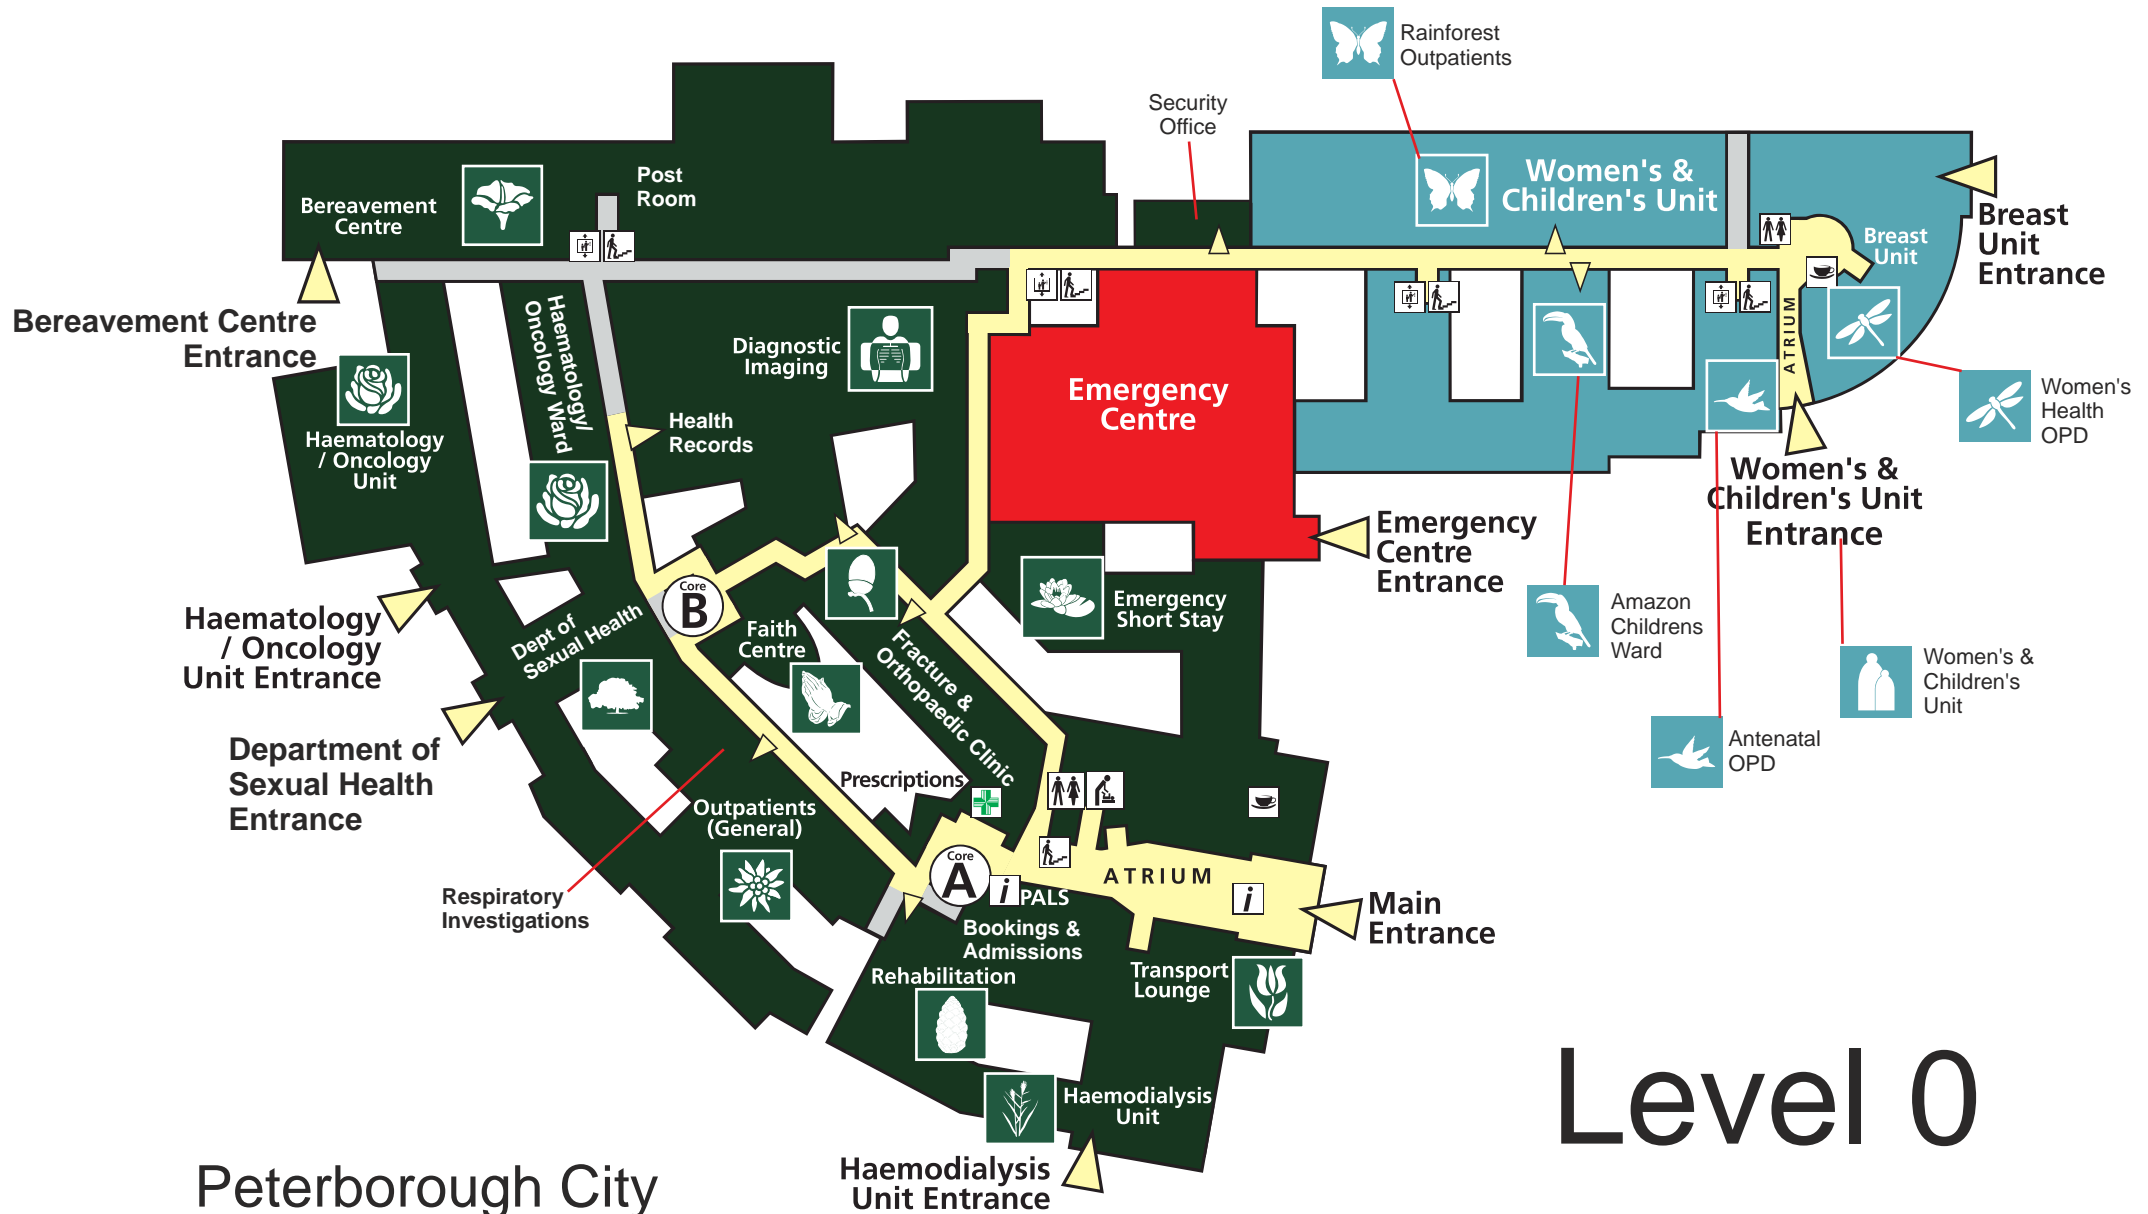 Rainforest
Outpatients
Security
Office
Women's &
Children's Unit
Post
Room
Bereavement
Centre
Breast
Unit
Entrance
Breast
Unit
Bereavement Centre
Entrance
Haematology/
Oncology Ward
Diagnostic
Imaging
ATRIUM
Emergency
Centre
Women's
Health
OPD
Health
Records
Haematology
/ Oncology
Unit
Women's &
Children's Unit
Entrance
Emergency
Centre
Entrance
Core
B
Emergency
Short Stay
Amazon
Childrens
Ward
Haematology
/ Oncology
Unit Entrance
Dept of
Sexual Health
Faith
Centre
Fracture &
Orthopaedic Clinic
Women's &
Children's
Unit
Antenatal
OPD
Department of
Sexual Health
Entrance
Prescriptions
Outpatients
(General)
Core
A
ATRIUM
i
PALS
i
Respiratory
Investigations
Main
Entrance
Bookings &
Admissions
Rehabilitation
Transport
Lounge
Haemodialysis
Unit
Level 0
Haemodialysis
Unit Entrance
Peterborough City